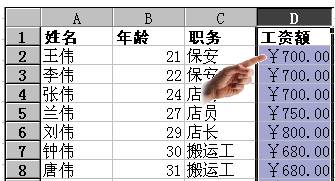 A B C D
1 姓名 年龄 职务 工资额
2 王伟 21 保安 ￥700.00
3 李伟 22 保安 ￥700.00
4 张伟 24 店 ￥700.00
5 兰伟 27 店员 ￥750.00
6 刘伟 29 店长 ￥800.00
7 钟伟 30 搬运工 ￥680.00
8 唐伟 31 搬运工 ￥680.00